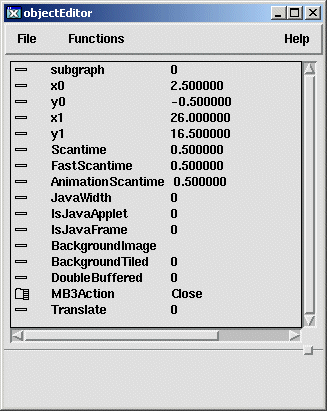 objectEditor
File Functions Help
subgraph 0
x0 2.500000
y0 -0.500000
x1 26.000000
y1 16.500000
Scantime 0.500000
FastScantime 0.500000
AnimationScantime 0.500000
JavaWidth 0
IsJavaApplet 0
IsJavaFrame 0
BackgroundImage
BackgroundTiled 0
DoubleBuffered 0
MB3Action Close
Translate 0